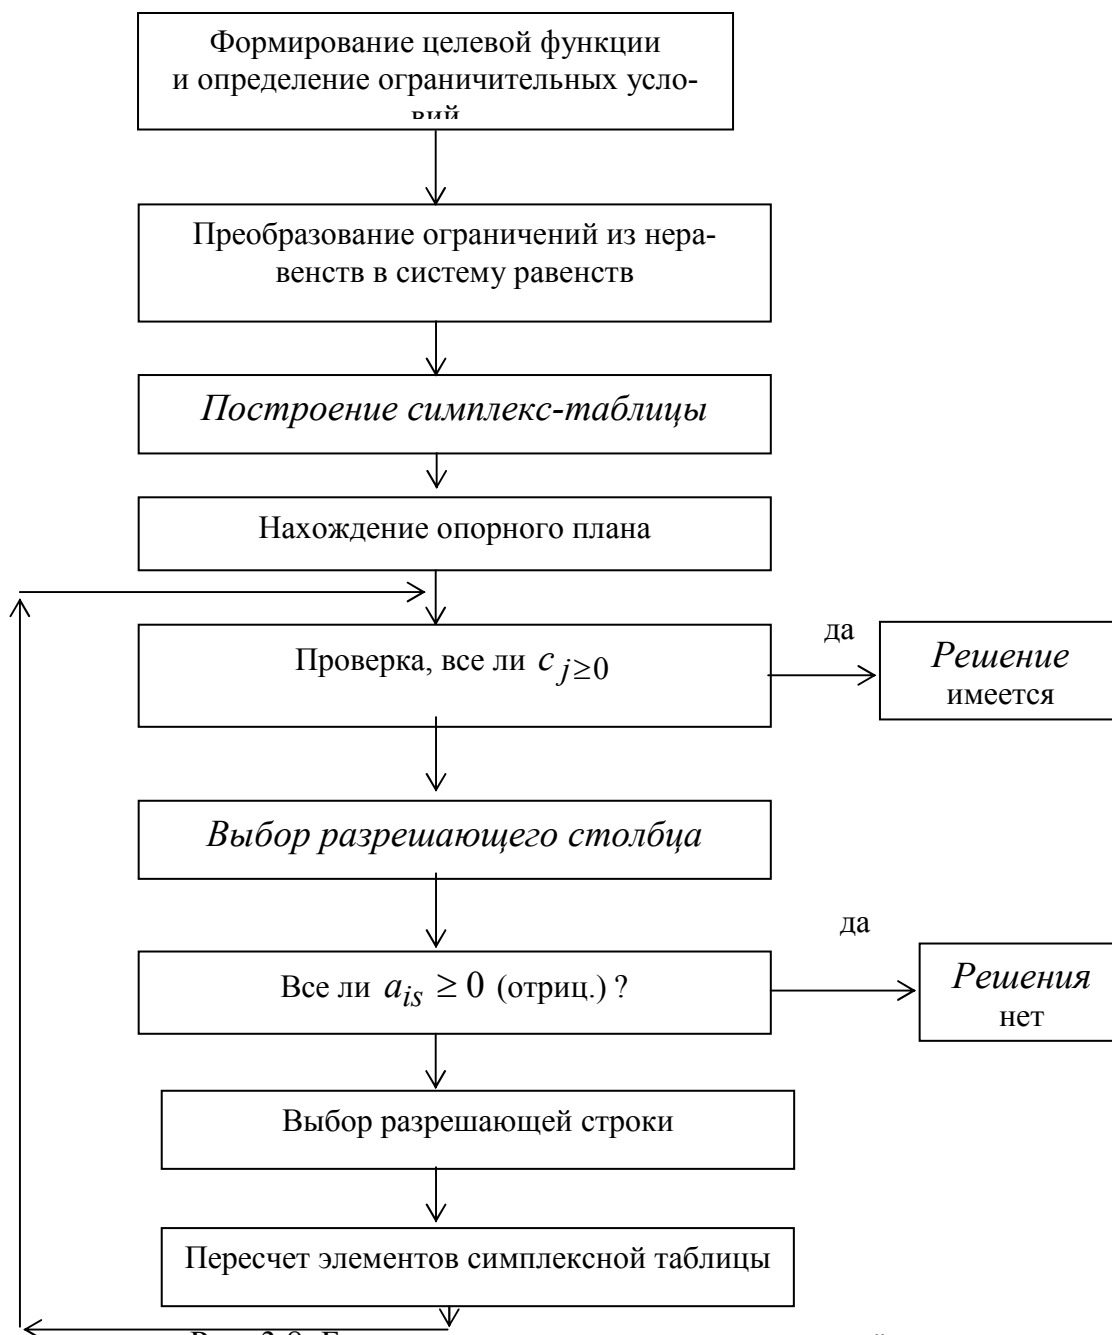 Формирование целевой функции
и определение ограничительных усло-
вий
Преобразование ограничений из нера-
венств в систему равенств
Построение симплекс-таблицы
Нахождение опорного плана
Проверка, все ли c j≥0
да
Решение
имеется
Выбор разрешающего столбца
да
Все ли a is ≥ 0 (отриц.) ?
Решения
нет
Выбор разрешающей строки
Пересчет элементов симплексной таблицы